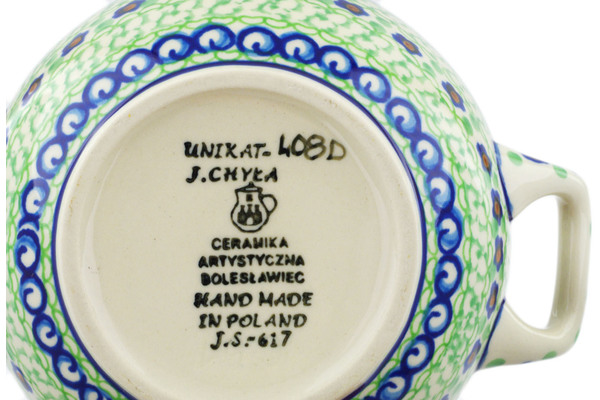 UNIKAT-408D
J.CHYŁA
CERAMIKA
ARTYSTYCZNA
BOLESŁAWIEC
HAND MADE
IN POLAND
J.S.-617